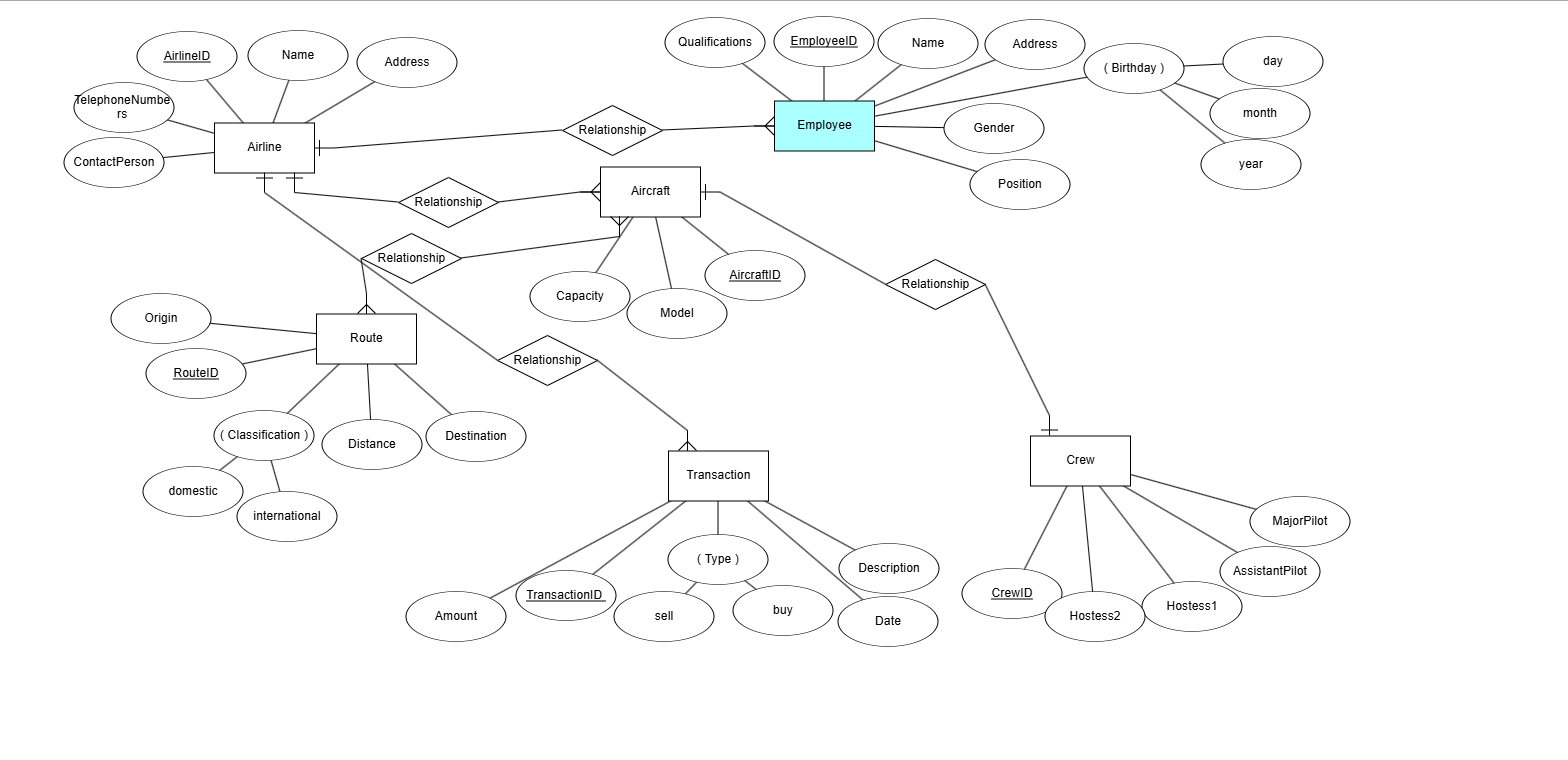 AirlineID
Name
Address
TelephoneNumbe
rs
ContactPerson
Airline
Qualifications
EmployeeID
Name
Address
( Birthday )
day
month
year
Employee
Gender
Position
Relationship
Relationship
Aircraft
Relationship
Capacity
Model
AircraftID
Relationship
Origin
Route
RouteID
( Classification )
Distance
Destination
domestic
international
Relationship
Transaction
Crew
Amount
TransactionID
( Type )
sell
buy
Description
Date
CrewID
Hostess2
Hostess1
AssistantPilot
MajorPilot